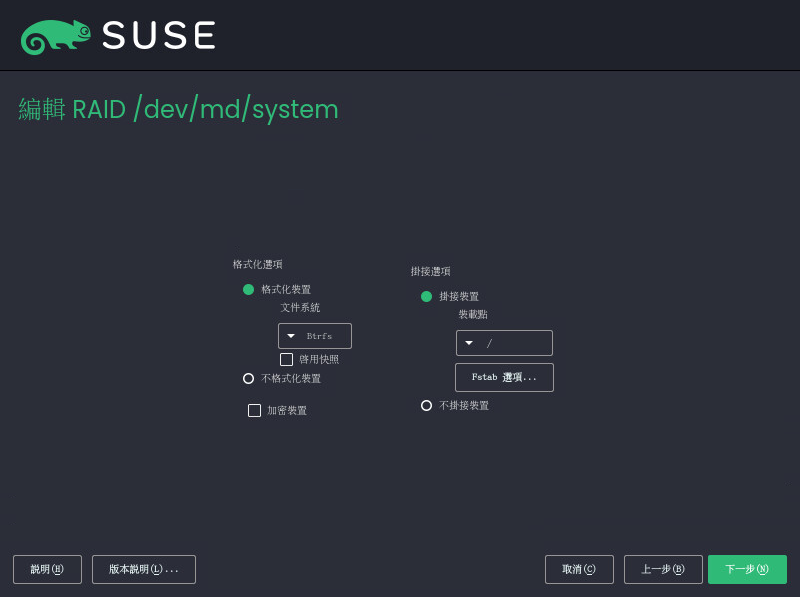 SUSE
編輯 RAID /dev/md/system
格式化選項
格式化裝置
文件系統
Btrfs
啓用快照
不格式化裝置
加密裝置
掛接選項
掛接裝置
裝載點
/
Fstab 選項...
不掛接裝置
說明(H)
版本說明(L)...
取消(C)
上一步(B)
下一步(N)